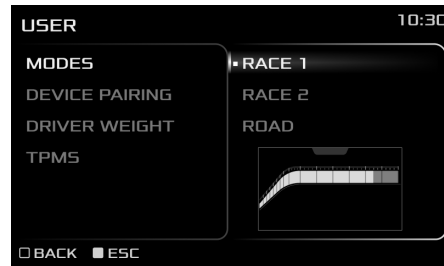 USER
10:30
MODES
DEVICE PAIRING
DRIVER WEIGHT
TPMS
RACE 1
RACE 2
ROAD
BACK
ESC